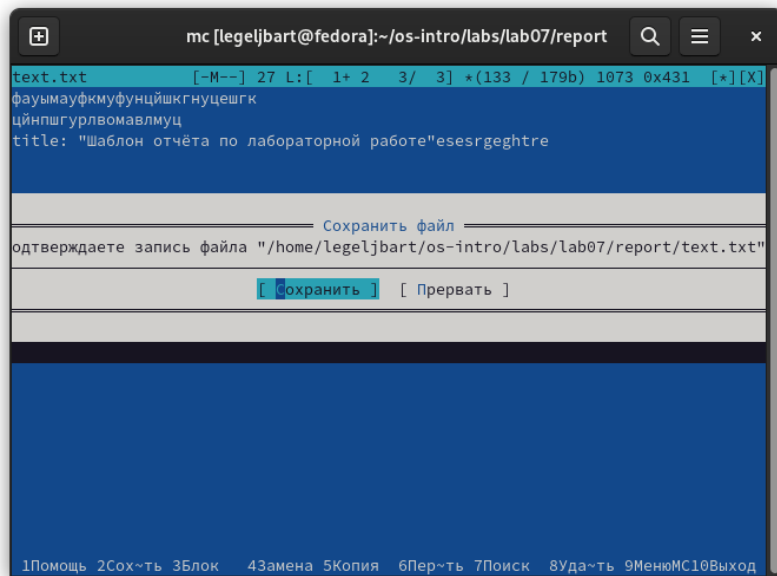 mc [legeljbart@fedora]:~/os-intro/labs/lab07/report
text.txt [-M--] 27 L:[ 1+ 2 3/ 3] *(133 / 179b) 1073 0x431 [*][X]
фауымауфкмуфунцйшкгнуцешгк
цйнпшгурлвомавлмуц
title: "Шаблон отчёта по лабораторной работе"esesrgeghtre
Сохранить файл
одтверждаете запись файла "/home/legeljbart/os-intro/labs/lab07/report/text.txt"
[ Сохранить ] [ Прервать ]
1Помощь 2Сох~ть 3Блок 4Замена 5Копия 6Пер~ть 7Поиск 8Уда~ть 9МенюMC10Выход